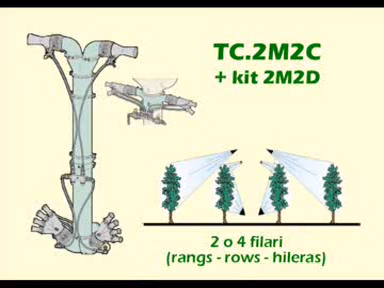 TC.2M2C
+ kit 2M2D
2 o 4 filari
(rangs - rows - hileras)